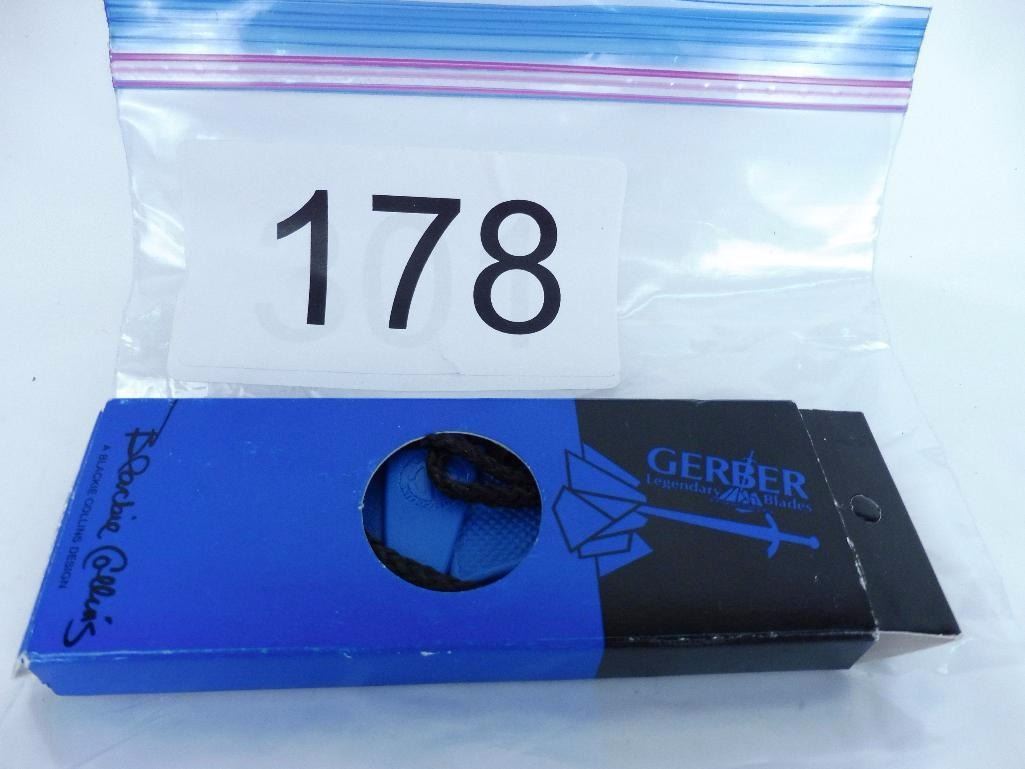 178
GERBER
Legendary Blades
Blackie Collins
A BLACKIE COLLINS DESIGN